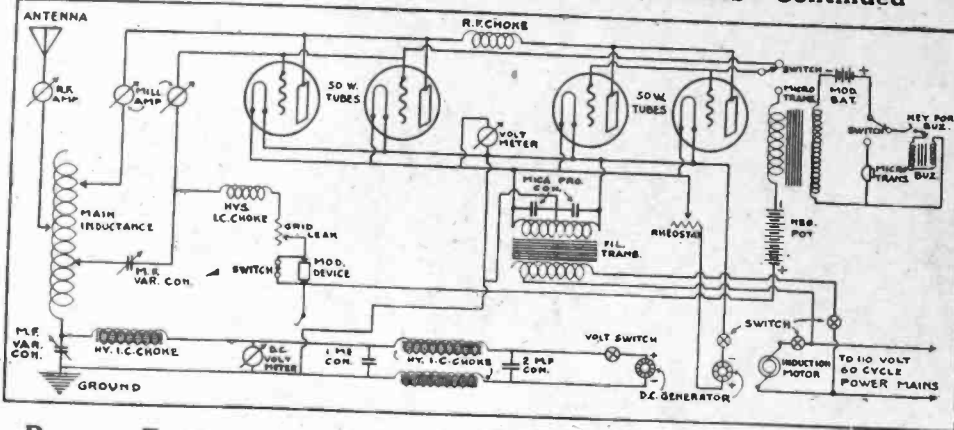 Continued
ANTENNA
R.F. CHOKE
R.F.
AMP
MILL
AMP
50 W.
TUBES
VOLT
METER
50 W.
TUBES
SWITCH
MICRO
TRANS.
- +
MOD.
BAT.
SWITCH
KEY FOR
BUZ.
MICRO
TRANS.
BUZ.
MAIN
INDUCTANCE
I.C. CHOKE
GRID
LEAK
MICA PRO.
CON.
RHEOSTAT
NEG.
POT
-
+
M.F.
VAR. CON.
SWITCH
MOD.
DEVICE
FIL.
TRANS.
M.F.
VAR.
CON.
HY. I.C. CHOKE
D.C.
VOLT
METER
1 MF
CON.
HY. I.C. CHOKE
2 MF
CON.
VOLT SWITCH
+
-
SWITCH
+
-
D.C. GENERATOR
INDUCTION
MOTOR
TO 110 VOLT
60 CYCLE
POWER MAINS
GROUND